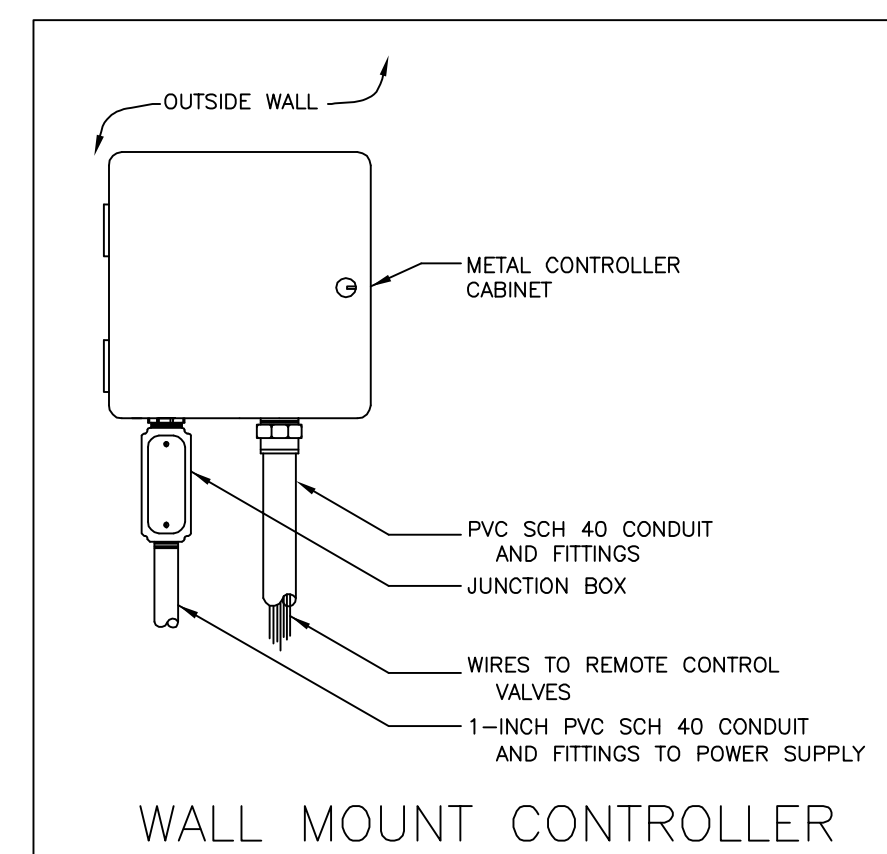 OUTSIDE WALL
METAL CONTROLLER
CABINET
PVC SCH 40 CONDUIT
AND FITTINGS
JUNCTION BOX
WIRES TO REMOTE CONTROL
VALVES
1-INCH PVC SCH 40 CONDUIT
AND FITTINGS TO POWER SUPPLY
WALL MOUNT CONTROLLER